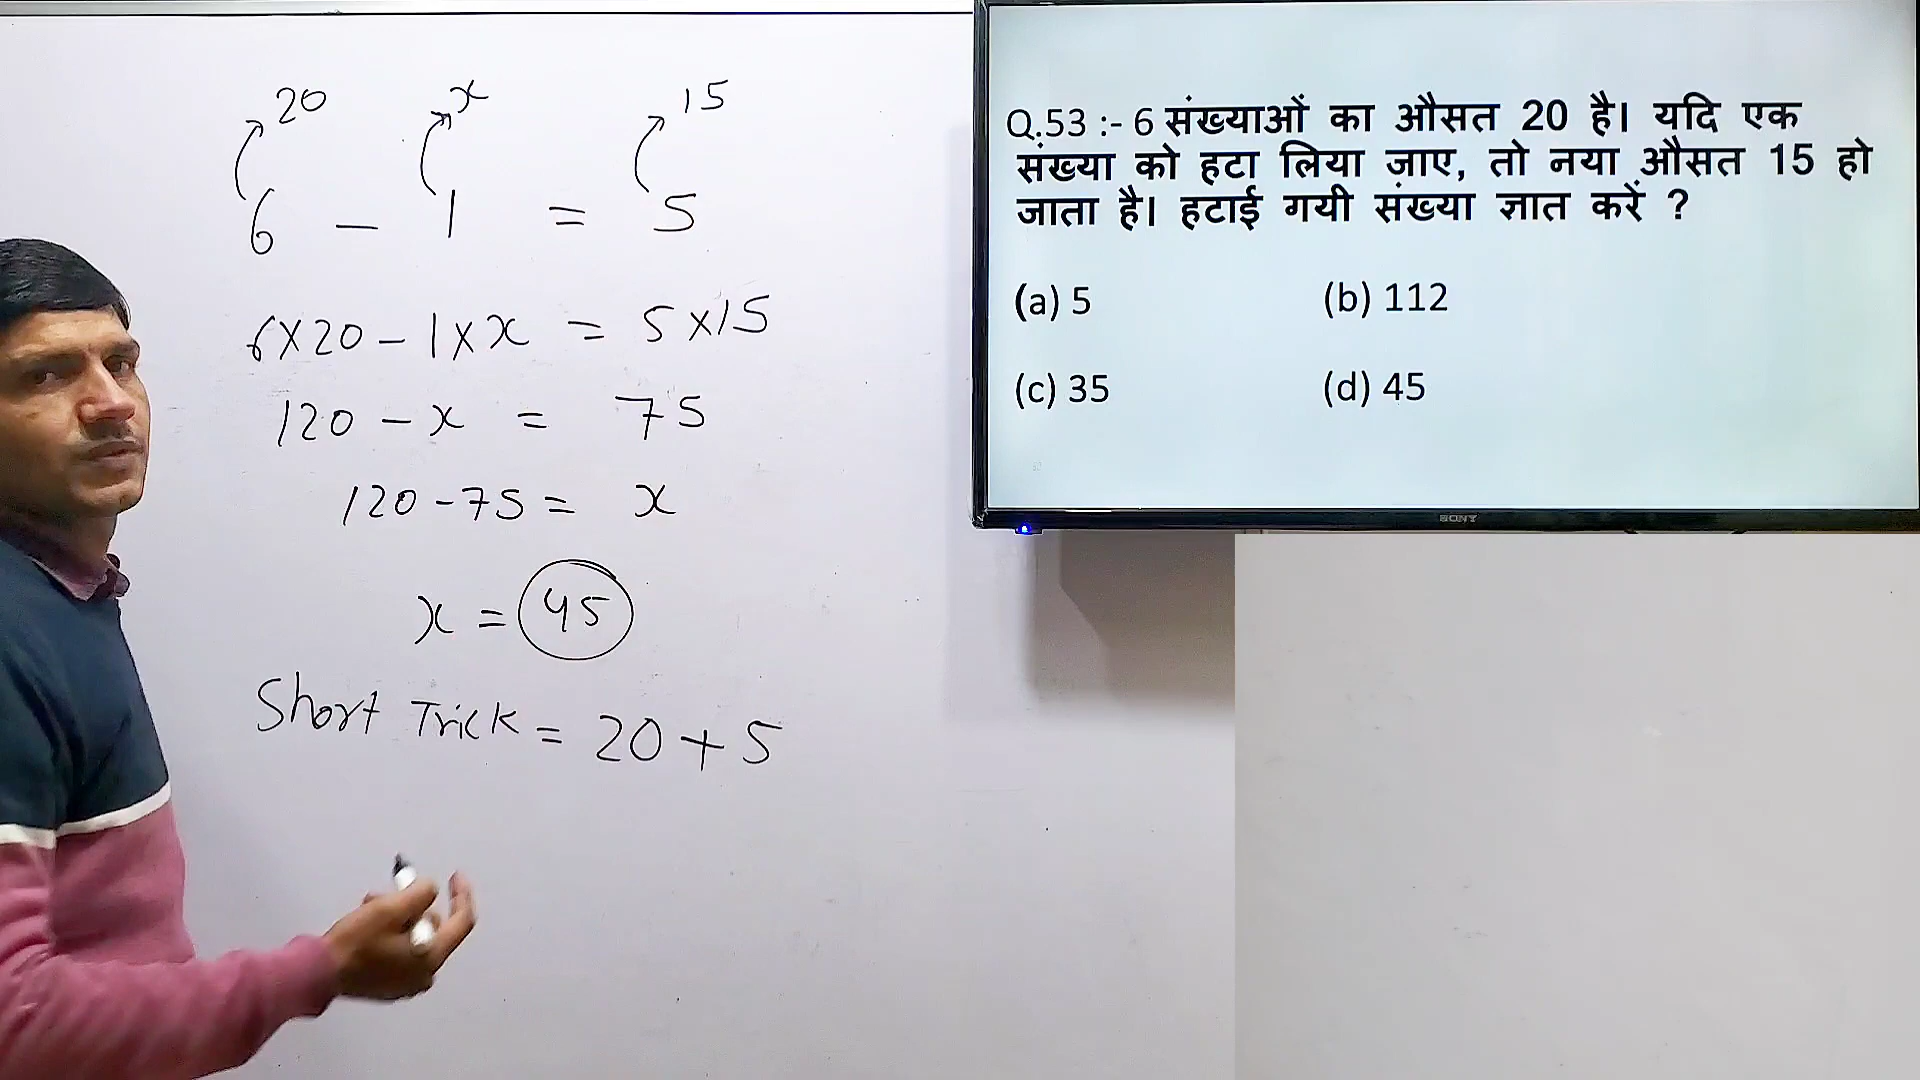 20 x 15
6 - 1 = 5
6×20 - 1×x = 5×15
120 - x = 75
120 - 75 = x
x = 45
Short Trick = 20 + 5
Q.53 :- 6 संख्याओं का औसत 20 है। यदि एक
संख्या को हटा लिया जाए, तो नया औसत 15 हो
जाता है। हटाई गयी संख्या ज्ञात करें ?
(a) 5 (b) 112
(c) 35 (d) 45
SONY